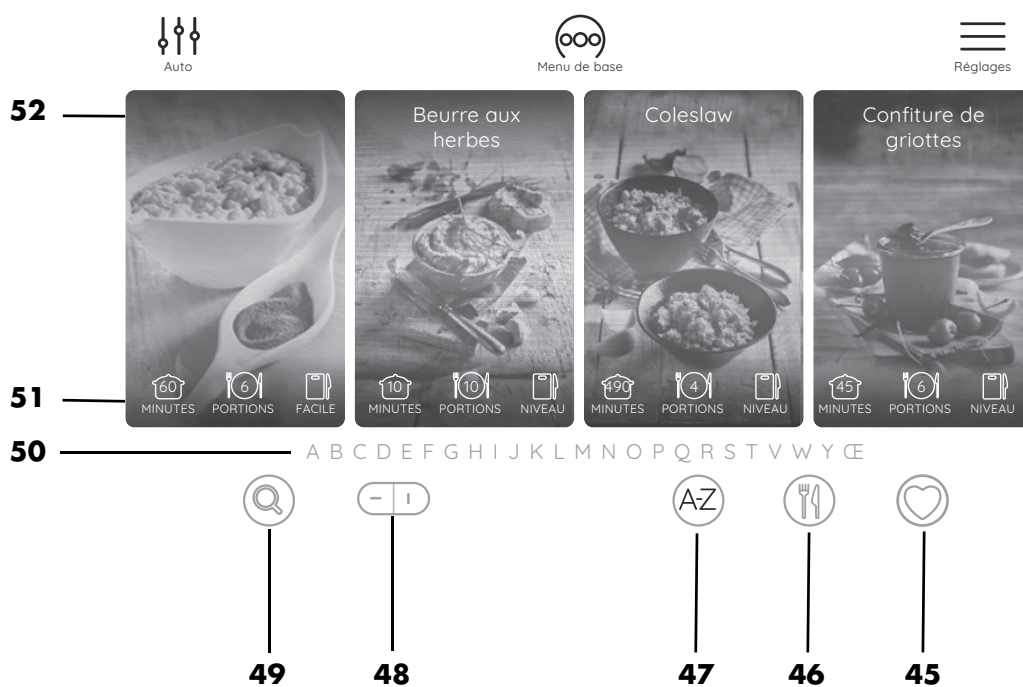 Auto
Menu de base
Réglages
52
Beurre aux
herbes
Coleslaw
Confiture de
griottes
60
6
10
10
490
4
45
6
MINUTES PORTIONS FACILE
MINUTES PORTIONS NIVEAU
MINUTES PORTIONS NIVEAU
MINUTES PORTIONS NIVEAU
51
50
A B C D E F G H I J K L M N O P Q R S T V W Y Œ
A-Z
49
48
47
46
45